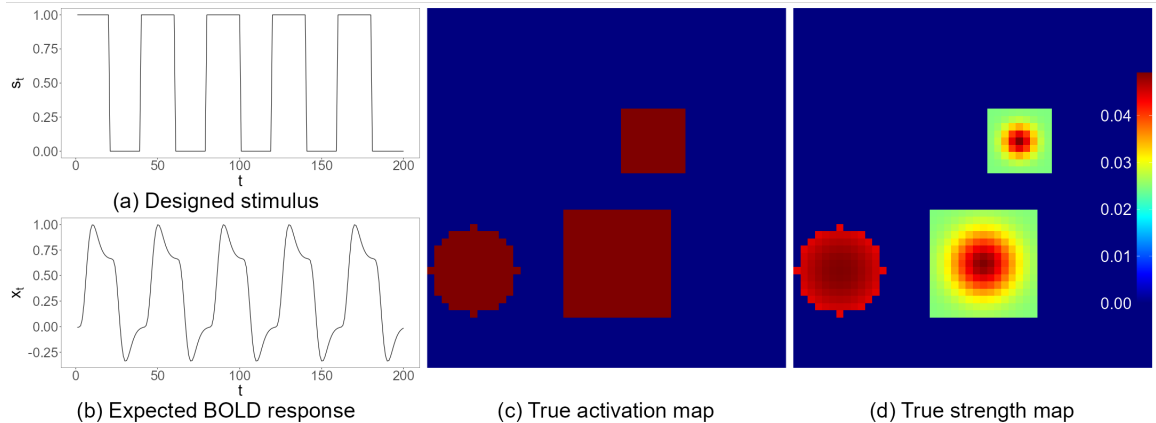 1.00
0.75
0.50
0.25
0.00
s_t
0 50 100 150 200
t
(a) Designed stimulus
1.00
0.75
0.50
0.25
0.00
-0.25
x_t
0 50 100 150 200
t
(b) Expected BOLD response
(c) True activation map
0.04
0.03
0.02
0.01
0.00
(d) True strength map